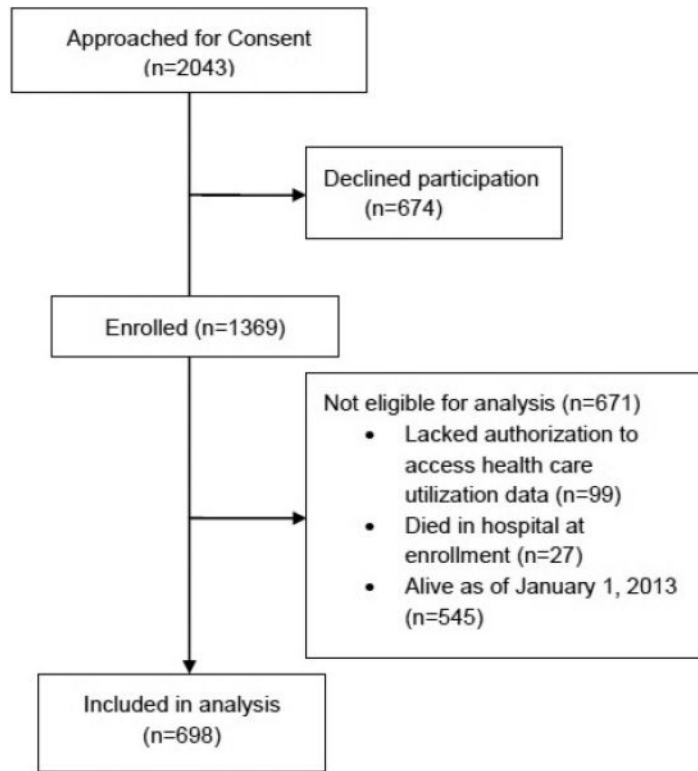 Approached for Consent
(n=2043)
Declined participation
(n=674)
Enrolled (n=1369)
Not eligible for analysis (n=671)
• Lacked authorization to
access health care
utilization data (n=99)
• Died in hospital at
enrollment (n=27)
• Alive as of January 1, 2013
(n=545)
Included in analysis
(n=698)